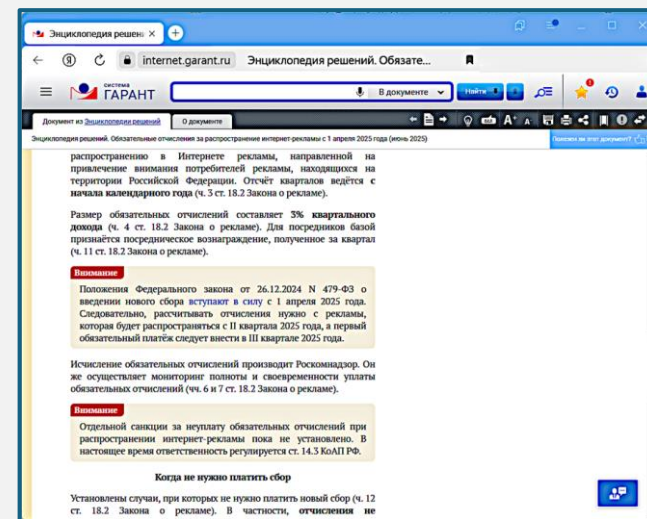 Энциклопедия решени ×
internet.garant.ru Энциклопедия решений. Обязате...
система
ГАРАНТ
В документе
Найти
Документ из Энциклопедии решений
О документе
Энциклопедия решений. Обязательные отчисления за распространение интернет-рекламы с 1 апреля 2025 года (июнь 2025)
Полезен ли этот документ?
распространению в Интернете рекламы, направленной на
привлечение внимания потребителей рекламы, находящихся на
территории Российской Федерации. Отсчёт кварталов ведётся с
начала календарного года (ч. 3 ст. 18.2 Закона о рекламе).
Размер обязательных отчислений составляет 3% квартального
дохода (ч. 4 ст. 18.2 Закона о рекламе). Для посредников базой
признаётся посредническое вознаграждение, полученное за квартал
(ч. 11 ст. 18.2 Закона о рекламе).
Внимание
Положения Федерального закона от 26.12.2024 N 479-ФЗ о
введении нового сбора вступают в силу с 1 апреля 2025 года.
Следовательно, рассчитывать отчисления нужно с рекламы,
которая будет распространяться с II квартала 2025 года, а первый
обязательный платёж следует внести в III квартале 2025 года.
Исчисление обязательных отчислений производит Роскомнадзор. Он
же осуществляет мониторинг полноты и своевременности уплаты
обязательных отчислений (чч. 6 и 7 ст. 18.2 Закона о рекламе).
Внимание
Отдельной санкции за неуплату обязательных отчислений при
распространении интернет-рекламы пока не установлено. В
настоящее время ответственность регулируется ст. 14.3 КоАП РФ.
Когда не нужно платить сбор
Установлены случаи, при которых не нужно платить новый сбор (ч. 12
ст. 18.2 Закона о рекламе). В частности, отчисления не